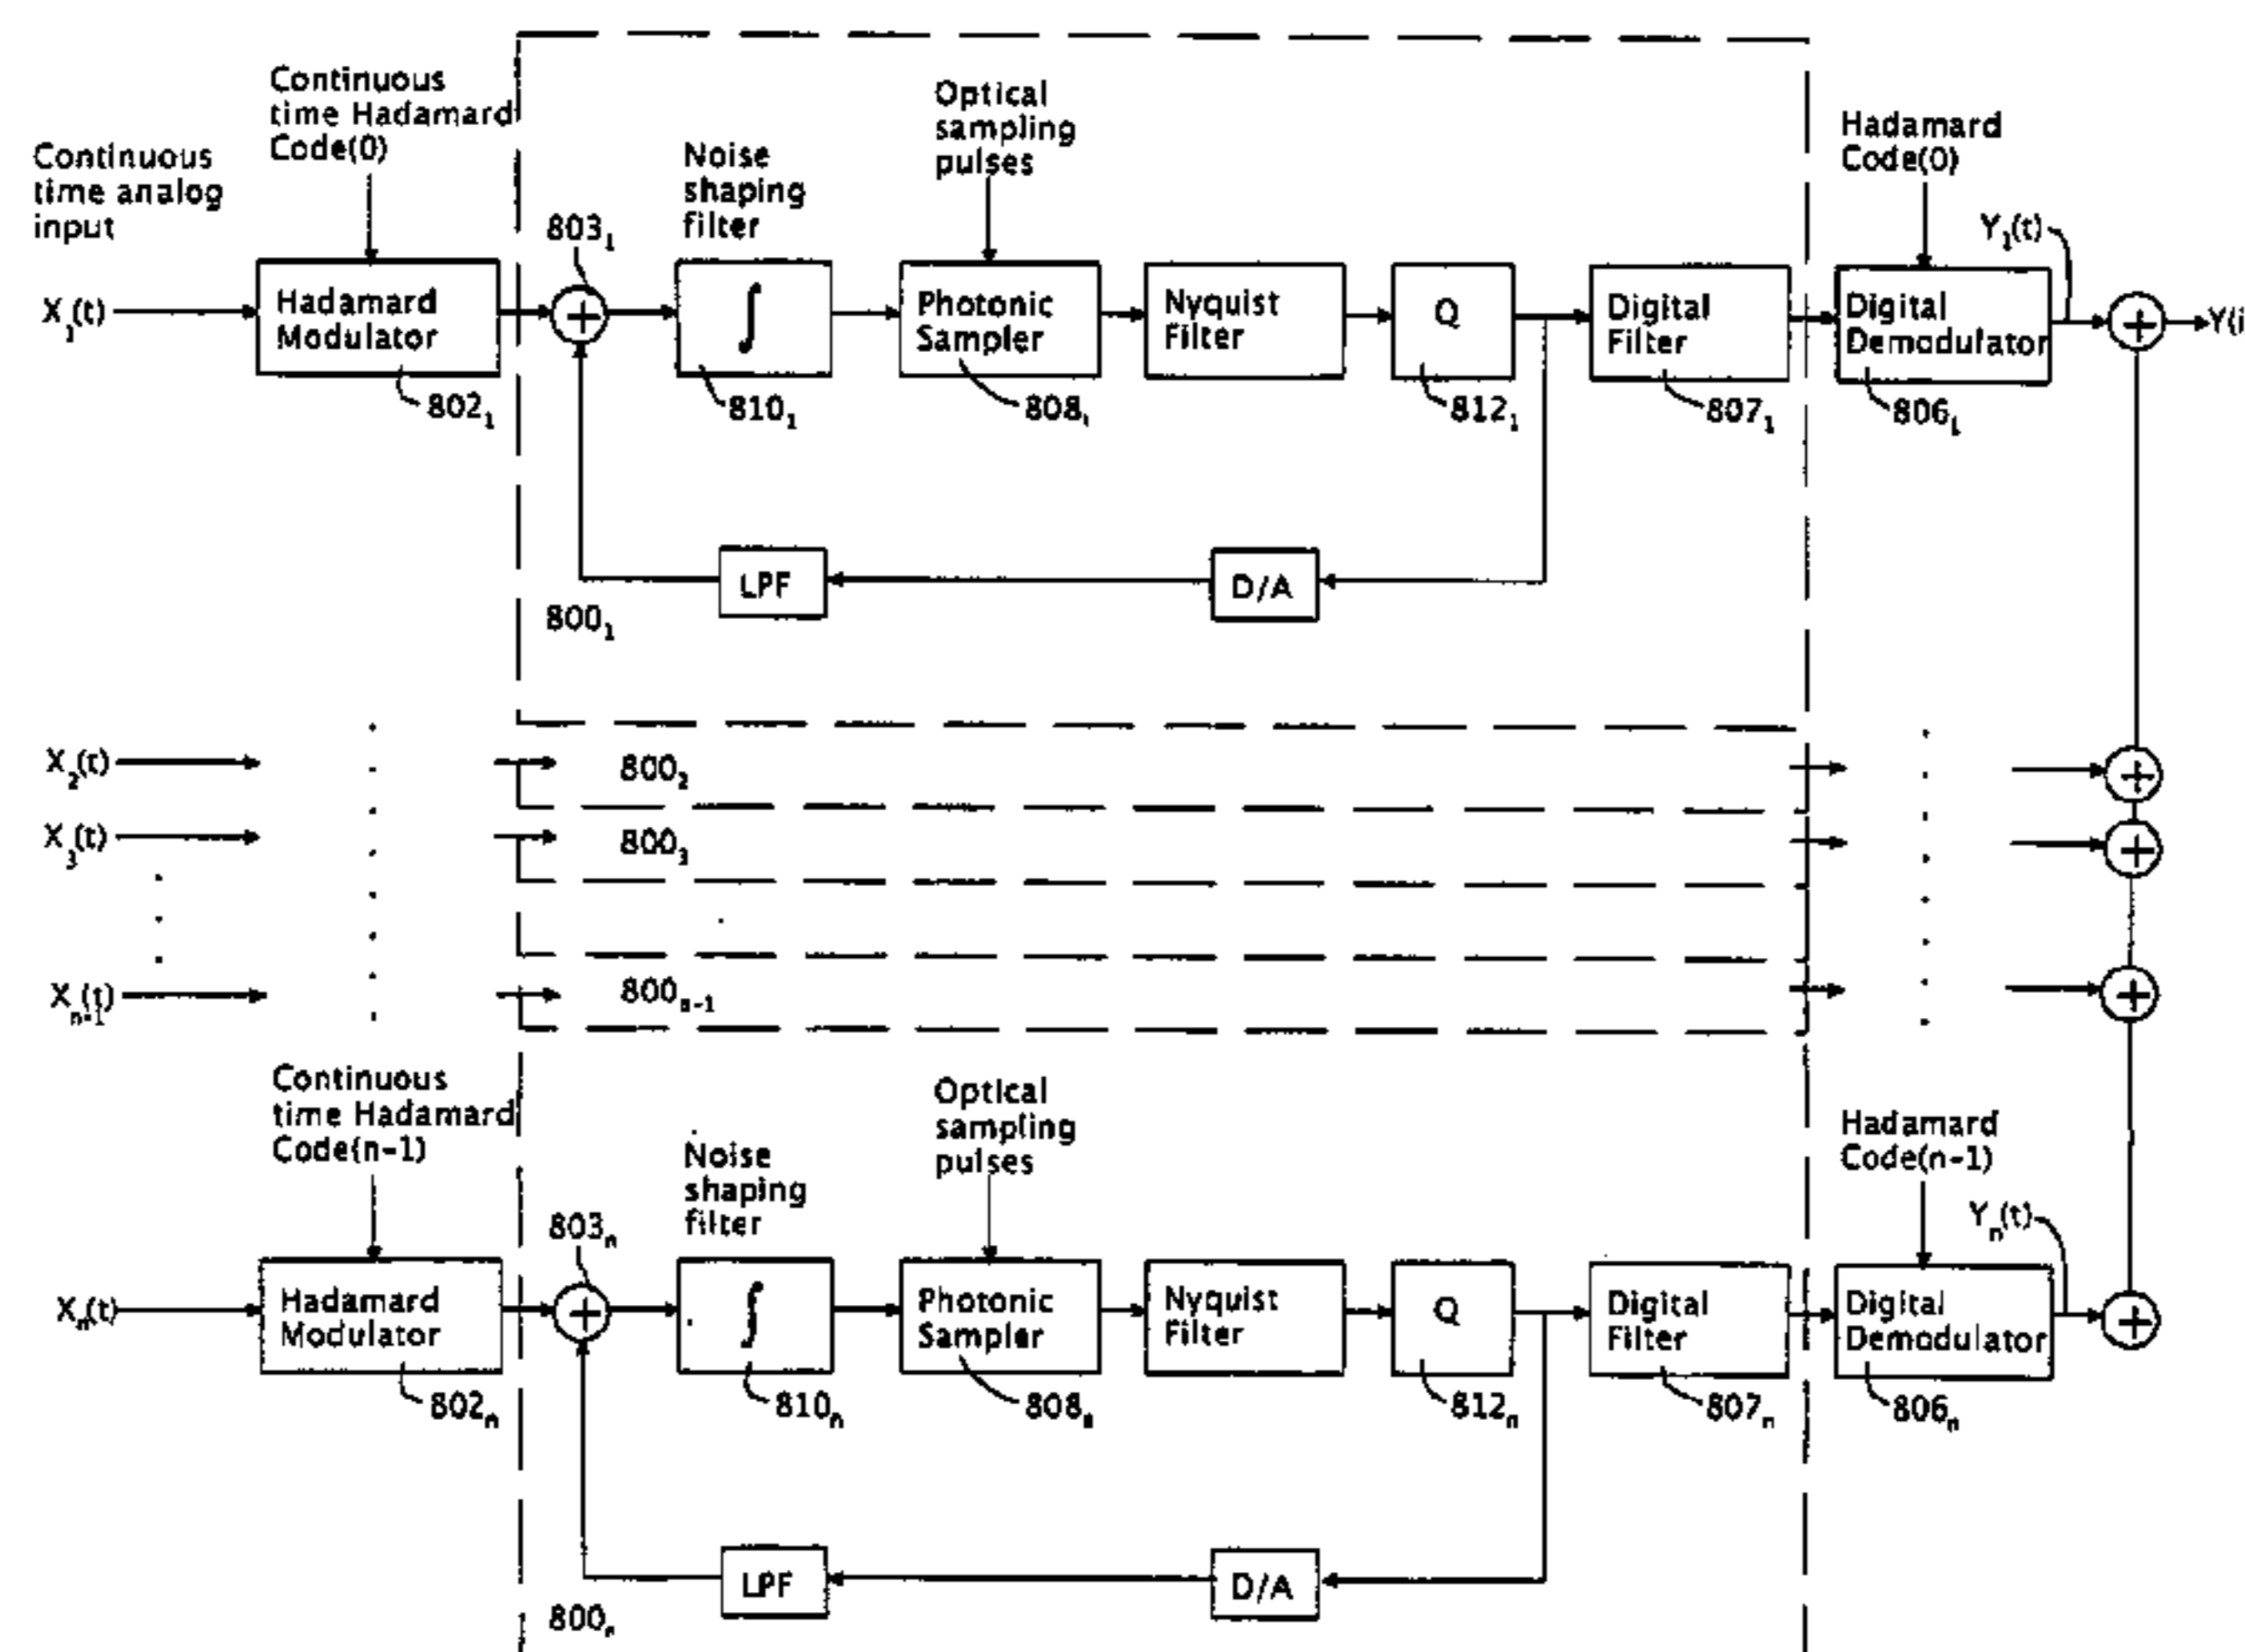 Continuous
time analog
input
Continuous
time Hadamard
Code(0)
Noise
shaping
filter
Optical
sampling
pulses
Hadamard
Code(0)
Y1(t)
X1(t)
Hadamard
Modulator
8021
8031
∫
8101
Photonic
Sampler
808
Nyquist
Filter
Q
8121
Digital
Filter
8071
Digital
Demodulator
8061
Y(i
LPF
D/A
8001
X2(t)
8002
X3(t)
8003
Xn-1(t)
800n-1
Continuous
time Hadamard
Code(n-1)
Noise
shaping
filter
Optical
sampling
pulses
Hadamard
Code(n-1)
Yn(t)
Xn(t)
Hadamard
Modulator
802n
803n
∫
810n
Photonic
Sampler
808n
Nyquist
Filter
Q
812n
Digital
Filter
807n
Digital
Demodulator
806n
LPF
D/A
800n